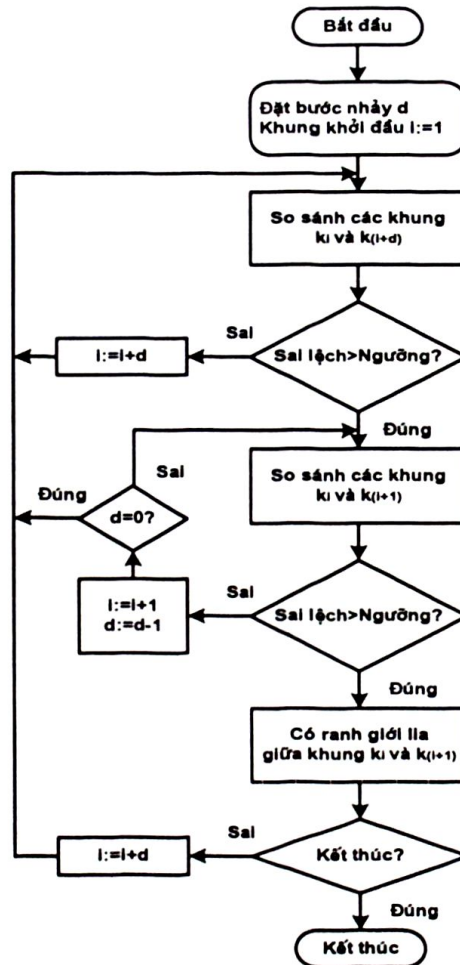 Bắt đầu
Đặt bước nhảy d
Khung khởi đầu i:=1
So sánh các khung
ki và k(i+d)
Sai
i:=i+d
Sai lệch>Ngưỡng?
Đúng
Sai
Đúng
d=0?
So sánh các khung
ki và k(i+1)
i:=i+1
d:=d-1
Sai
Sai lệch>Ngưỡng?
Đúng
Có ranh giới lia
giữa khung ki và k(i+1)
Sai
i:=i+d
Kết thúc?
Đúng
Kết thúc